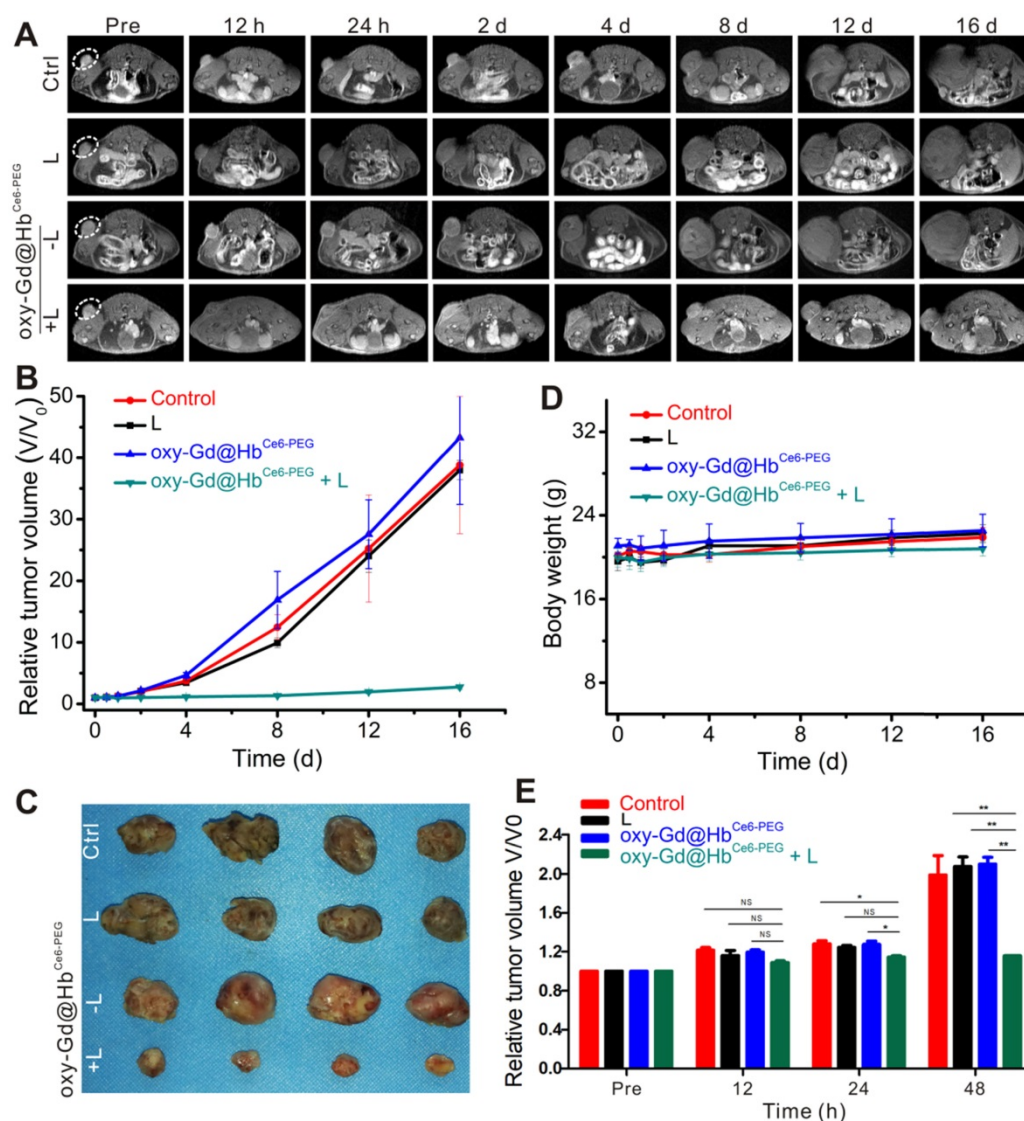 A
Pre 12 h 24 h 2 d 4 d 8 d 12 d 16 d
Ctrl
L
-L
+L
oxy-Gd@Hb^Ce6-PEG
B
Relative tumor volume (V/V₀)
50
40
30
20
10
0
Control
L
oxy-Gd@Hb^Ce6-PEG
oxy-Gd@Hb^Ce6-PEG + L
0 4 8 12 16
Time (d)
D
Body weight (g)
32
24
16
8
Control
L
oxy-Gd@Hb^Ce6-PEG
oxy-Gd@Hb^Ce6-PEG + L
0 4 8 12 16
Time (d)
C
Ctrl
L
-L
+L
oxy-Gd@Hb^Ce6-PEG
E
Relative tumor volume V/V0
2.4
2.0
1.6
1.2
0.8
0.4
0.0
Control
L
oxy-Gd@Hb^Ce6-PEG
oxy-Gd@Hb^Ce6-PEG + L
NS
NS
NS
*
NS
*
**
**
**
Pre 12 24 48
Time (h)